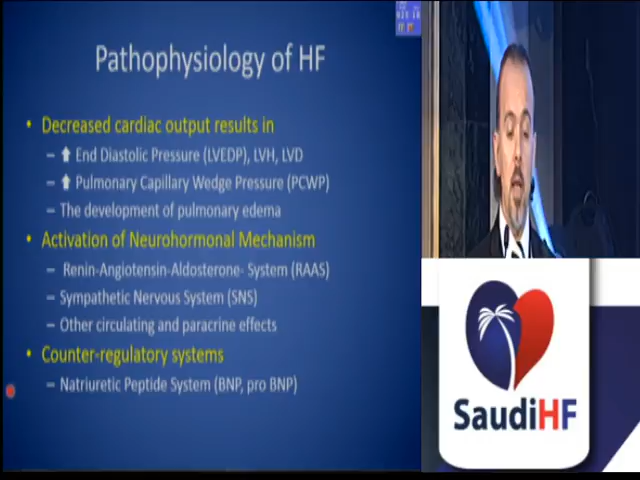 Pathophysiology of HF
• Decreased cardiac output results in
– ⬆ End Diastolic Pressure (LVEDP), LVH, LVD
– ⬆ Pulmonary Capillary Wedge Pressure (PCWP)
– The development of pulmonary edema
• Activation of Neurohormonal Mechanism
– Renin-Angiotensin-Aldosterone- System (RAAS)
– Sympathetic Nervous System (SNS)
– Other circulating and paracrine effects
• Counter-regulatory systems
– Natriuretic Peptide System (BNP, pro BNP)
SaudiHF